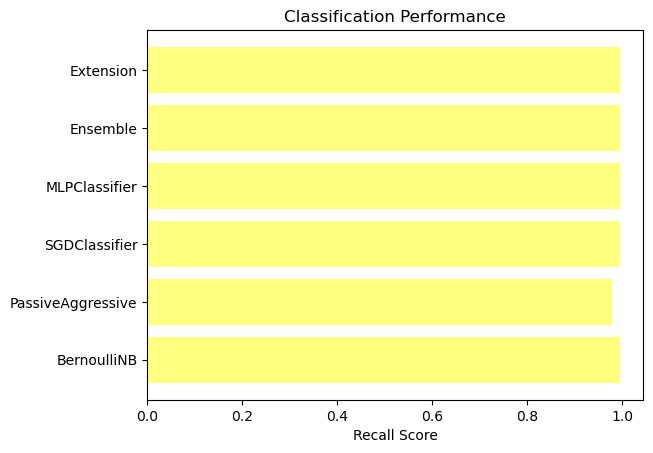 Classification Performance
Extension
Ensemble
MLPClassifier
SGDClassifier
PassiveAggressive
BernoulliNB
0.0 0.2 0.4 0.6 0.8 1.0
Recall Score